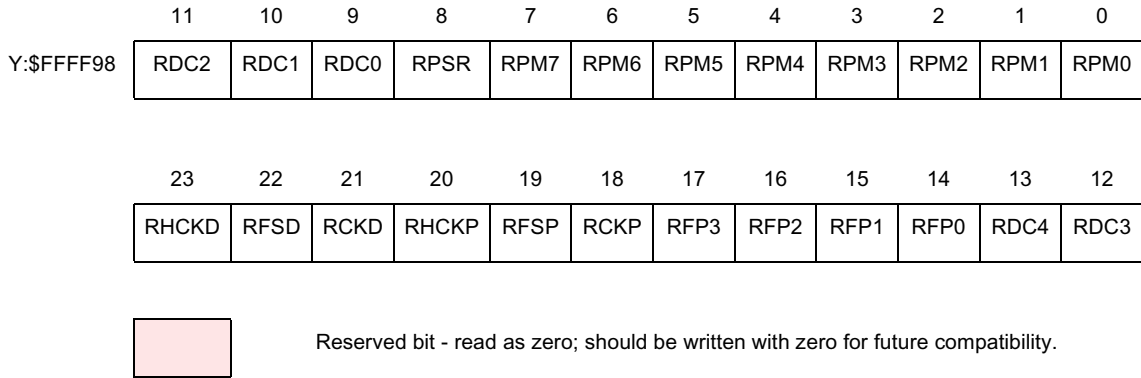 11 10 9 8 7 6 5 4 3 2 1 0
Y:$FFFF98 RDC2 RDC1 RDC0 RPSR RPM7 RPM6 RPM5 RPM4 RPM3 RPM2 RPM1 RPM0
23 22 21 20 19 18 17 16 15 14 13 12
RHCKD RFSD RCKD RHCKP RFSP RCKP RFP3 RFP2 RFP1 RFP0 RDC4 RDC3
Reserved bit - read as zero; should be written with zero for future compatibility.